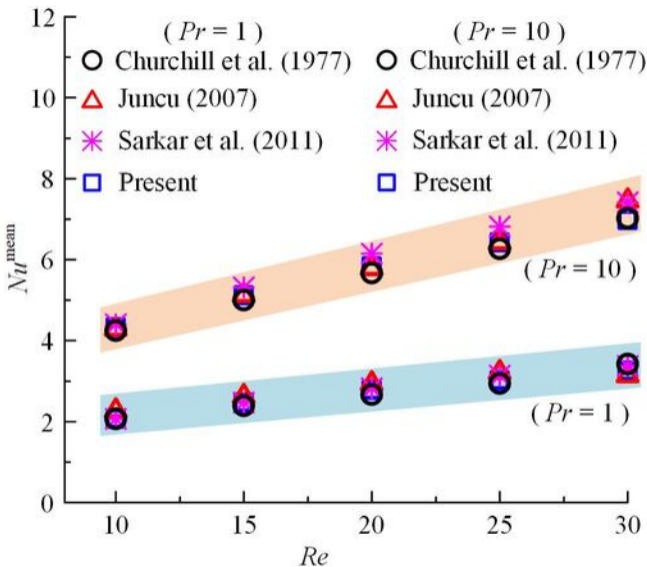 12
10
8
6
4
2
0
Nu^mean
( Pr = 1 )
Churchill et al. (1977)
Juncu (2007)
Sarkar et al. (2011)
Present
( Pr = 10 )
Churchill et al. (1977)
Juncu (2007)
Sarkar et al. (2011)
Present
( Pr = 10 )
( Pr = 1 )
10 15 20 25 30
Re